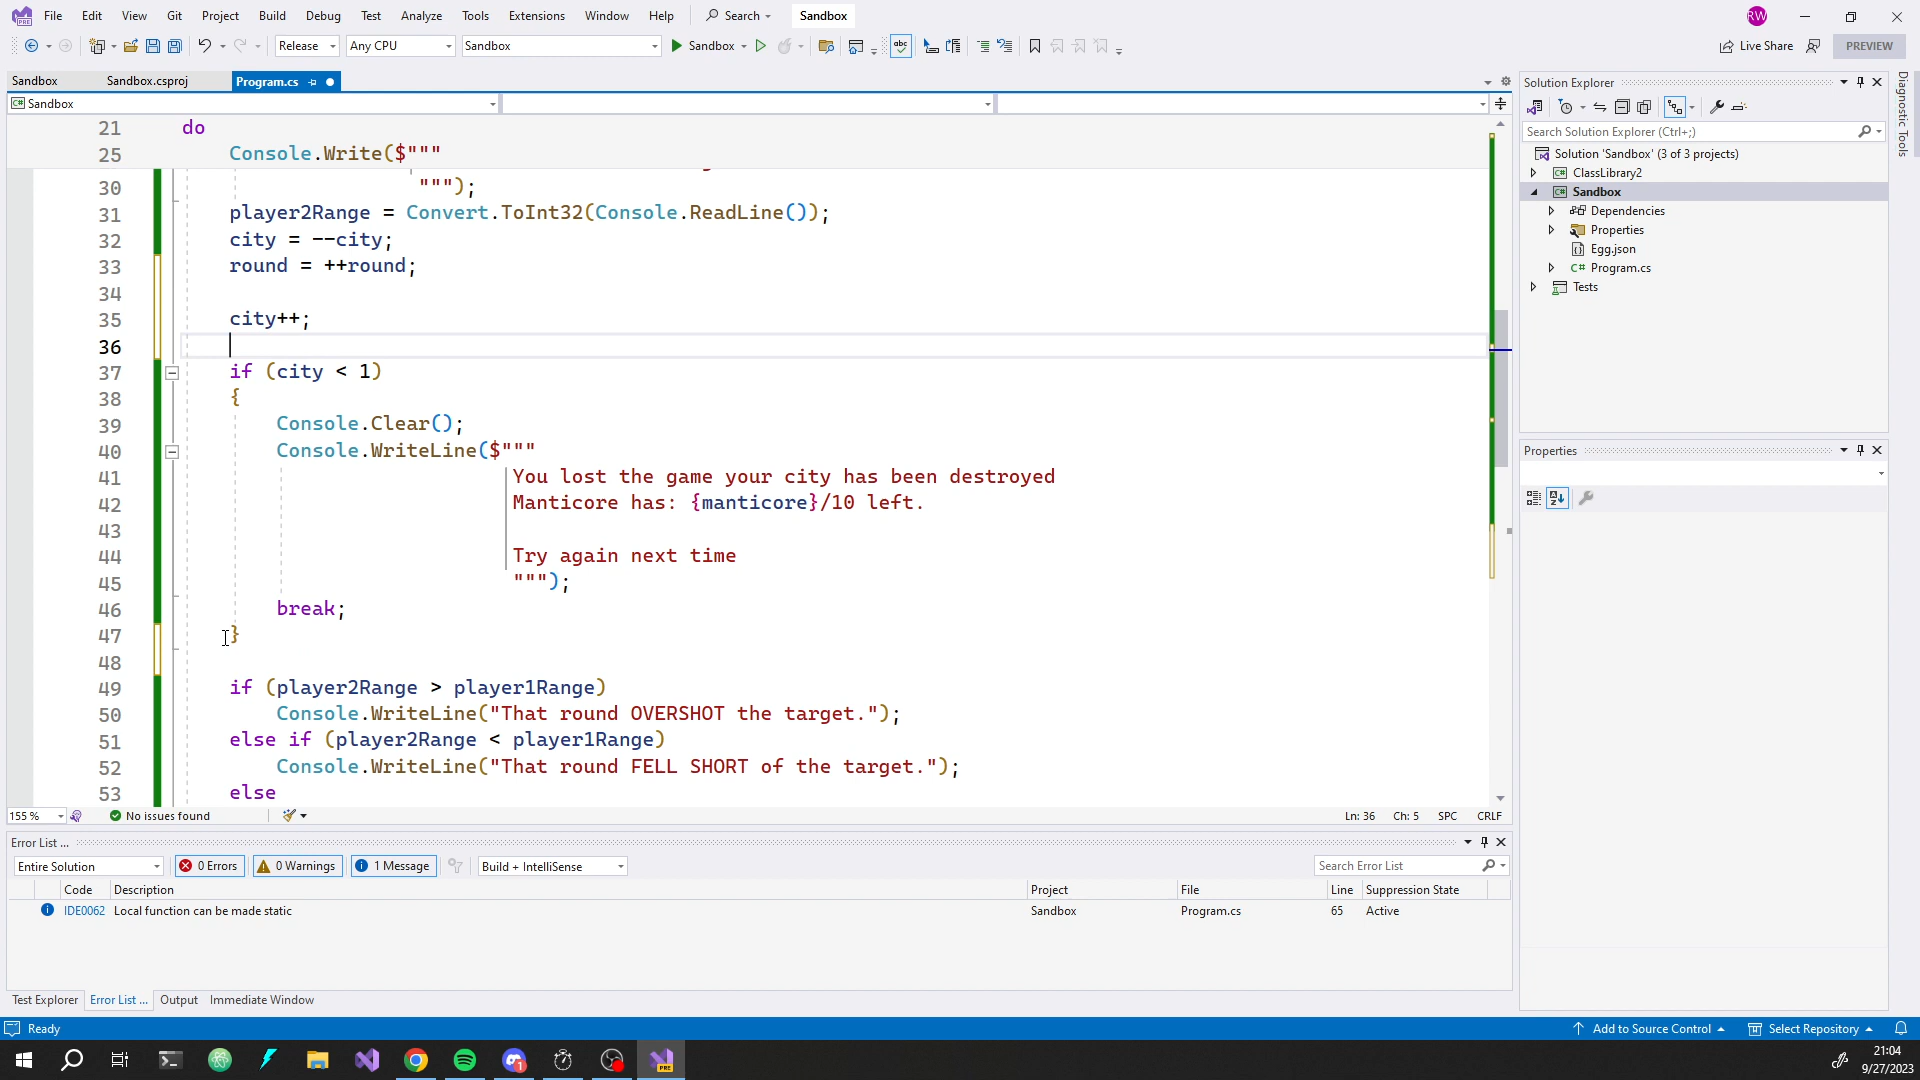 File Edit View Git Project Build Debug Test Analyze Tools Extensions Window Help Search Sandbox RW
Release Any CPU Sandbox Sandbox Live Share PREVIEW
Sandbox Sandbox.csproj Program.cs
Sandbox
21 do
25 Console.Write($"""
30 """);
31 player2Range = Convert.ToInt32(Console.ReadLine());
32 city = --city;
33 round = ++round;
34
35 city++;
36
37 if (city < 1)
38 {
39 Console.Clear();
40 Console.WriteLine($"""
41 You lost the game your city has been destroyed
42 Manticore has: {manticore}/10 left.
43
44 Try again next time
45 """);
46 break;
47 }
48
49 if (player2Range > player1Range)
50 Console.WriteLine("That round OVERSHOT the target.");
51 else if (player2Range < player1Range)
52 Console.WriteLine("That round FELL SHORT of the target.");
53 else
155 % No issues found Ln: 36 Ch: 5 SPC CRLF
Error List ...
Entire Solution 0 Errors 0 Warnings 1 Message Build + IntelliSense Search Error List
Code Description Project File Line Suppression State
IDE0062 Local function can be made static Sandbox Program.cs 65 Active
Test Explorer Error List ... Output Immediate Window
Solution Explorer
Search Solution Explorer (Ctrl+;)
Solution 'Sandbox' (3 of 3 projects)
C# ClassLibrary2
C# Sandbox
Dependencies
Properties
Egg.json
C# Program.cs
Tests
Properties
Diagnostic Tools
Ready Add to Source Control Select Repository
1 PRE 21:04
9/27/2023